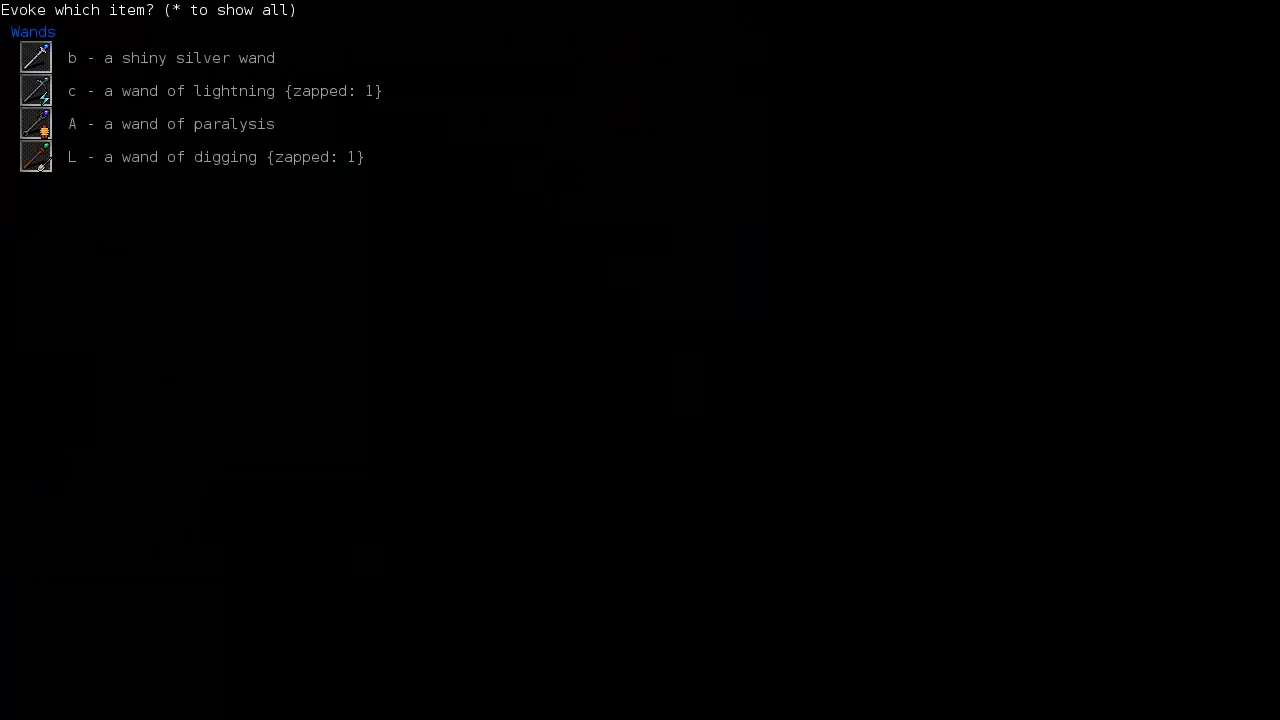 Evoke which item? (* to show all)
Wands
b - a shiny silver wand
c - a wand of lightning {zapped: 1}
A - a wand of paralysis
L - a wand of digging {zapped: 1}